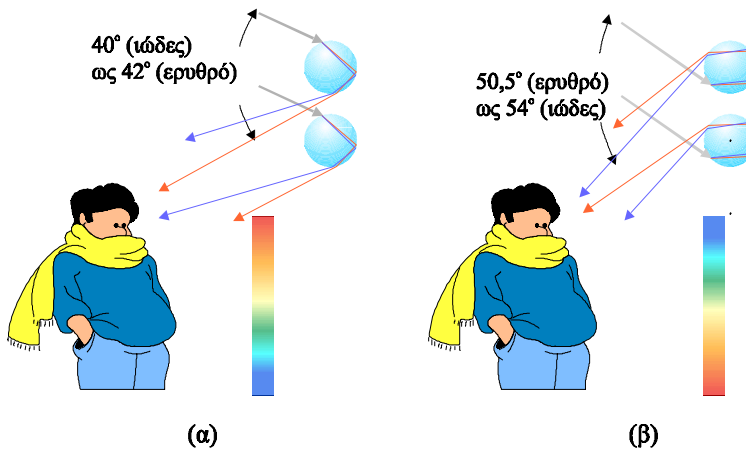 40° (ιώδες)
ως 42° (ερυθρό)
50,5° (ερυθρό)
ως 54° (ιώδες)
(α)
(β)